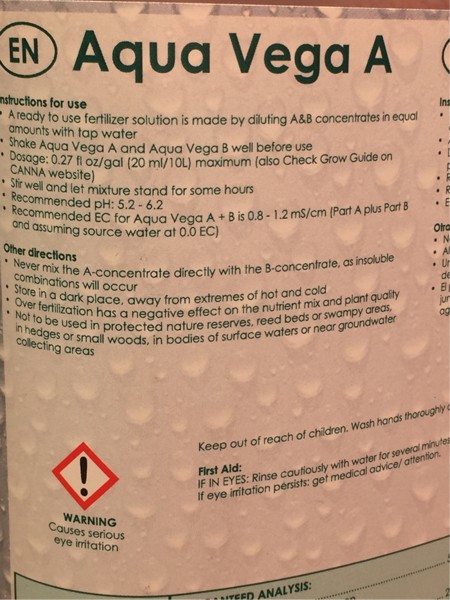 EN Aqua Vega A
Instructions for use
• A ready to use fertilizer solution is made by diluting A&B concentrates in equal
amounts with tap water
• Shake Aqua Vega A and Aqua Vega B well before use
• Dosage: 0.27 fl oz/gal (20 ml/10L) maximum (also Check Grow Guide on
CANNA website)
• Stir well and let mixture stand for some hours
• Recommended pH: 5.2 - 6.2
• Recommended EC for Aqua Vega A + B is 0.8 - 1.2 mS/cm (Part A plus Part B
and assuming source water at 0.0 EC)
Other directions
• Never mix the A-concentrate directly with the B-concentrate, as insoluble
combinations will occur
• Store in a dark place, away from extremes of hot and cold
• Over fertilization has a negative effect on the nutrient mix and plant quality
• Not to be used in protected nature reserves, reed beds or swampy areas,
in hedges or small woods, in bodies of surface waters or near groundwater
collecting areas
Keep out of reach of children. Wash hands thoroughly
First Aid:
IF IN EYES: Rinse cautiously with water for several minutes
If eye irritation persists: get medical advice/ attention.
WARNING
Causes serious
eye irritation
ANALYSIS: